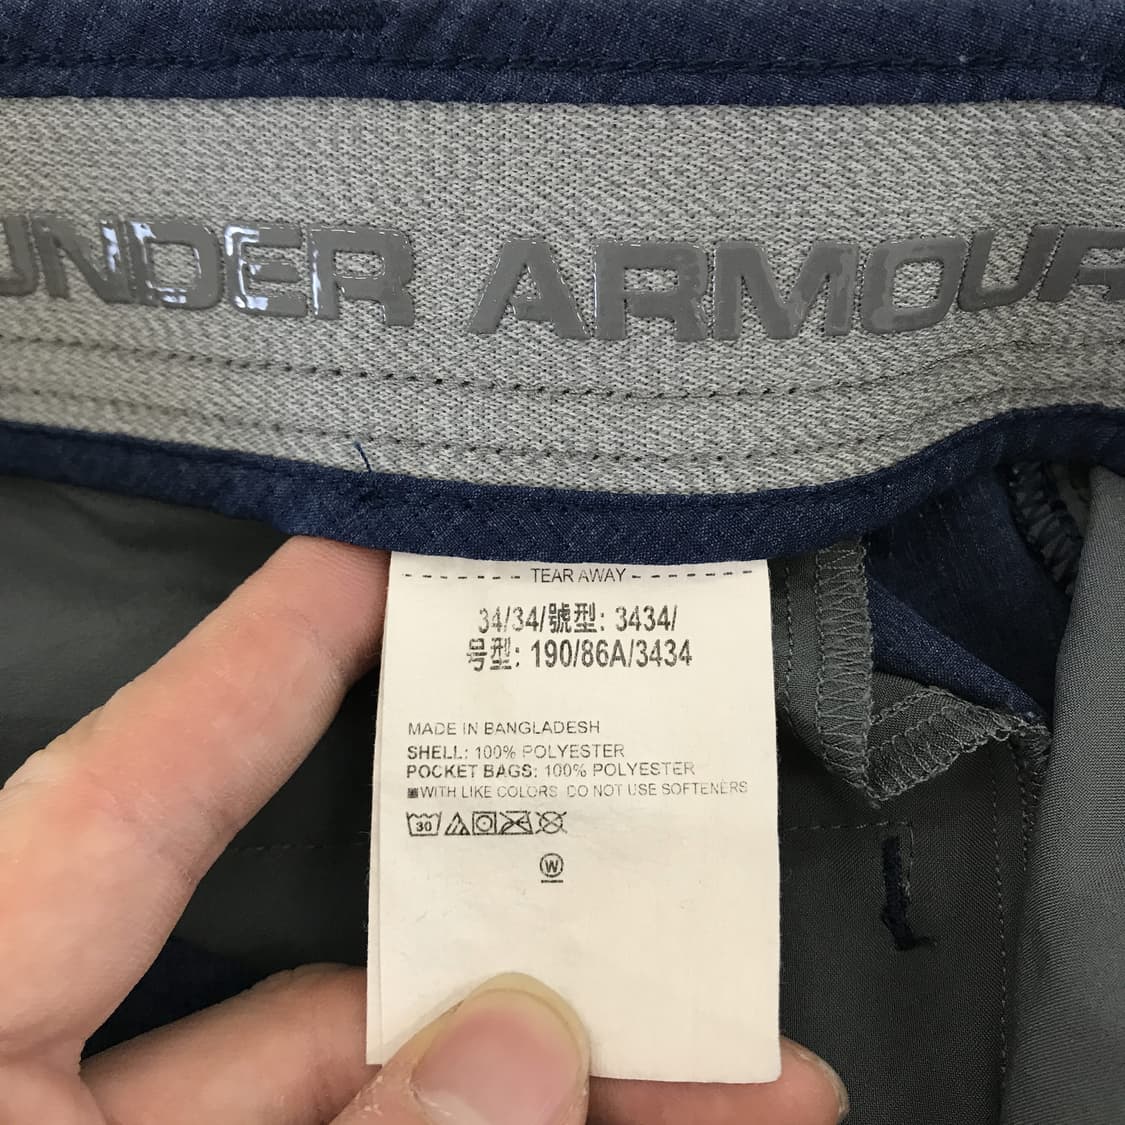 UNDER ARMOUR
TEAR AWAY
34/34/號型: 3434/
号型: 190/86A/3434
MADE IN BANGLADESH
SHELL: 100% POLYESTER
POCKET BAGS: 100% POLYESTER
WITH LIKE COLORS DO NOT USE SOFTENERS
30
W